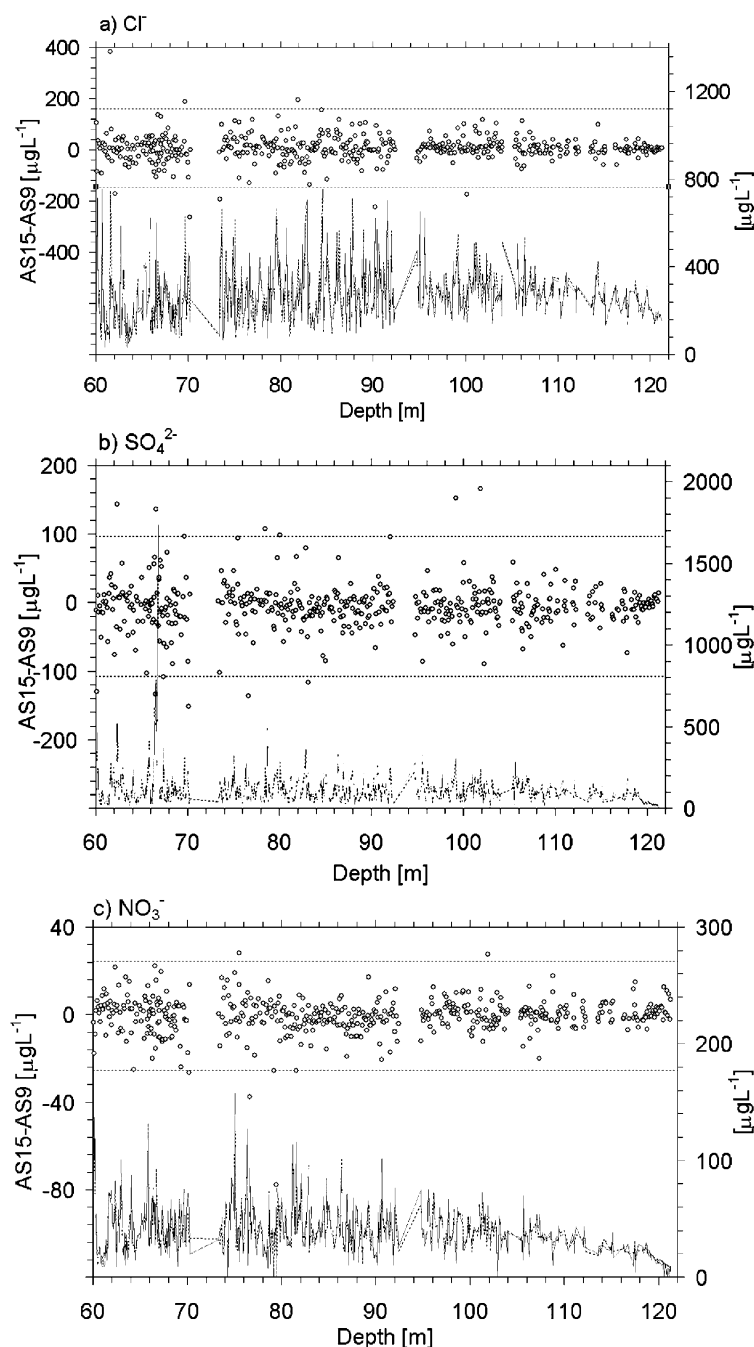 a) Cl⁻
400
200
0
-200
-400
AS15-AS9 [µgL⁻¹]
1200
800
400
0
[µgL⁻¹]
60 70 80 90 100 110 120
Depth [m]
b) SO₄²⁻
200
100
0
-100
-200
AS15-AS9 [µgL⁻¹]
2000
1500
1000
500
0
[µgL⁻¹]
60 70 80 90 100 110 120
Depth [m]
c) NO₃⁻
40
0
-40
-80
AS15-AS9 [µgL⁻¹]
300
200
100
0
[µgL⁻¹]
60 70 80 90 100 110 120
Depth [m]